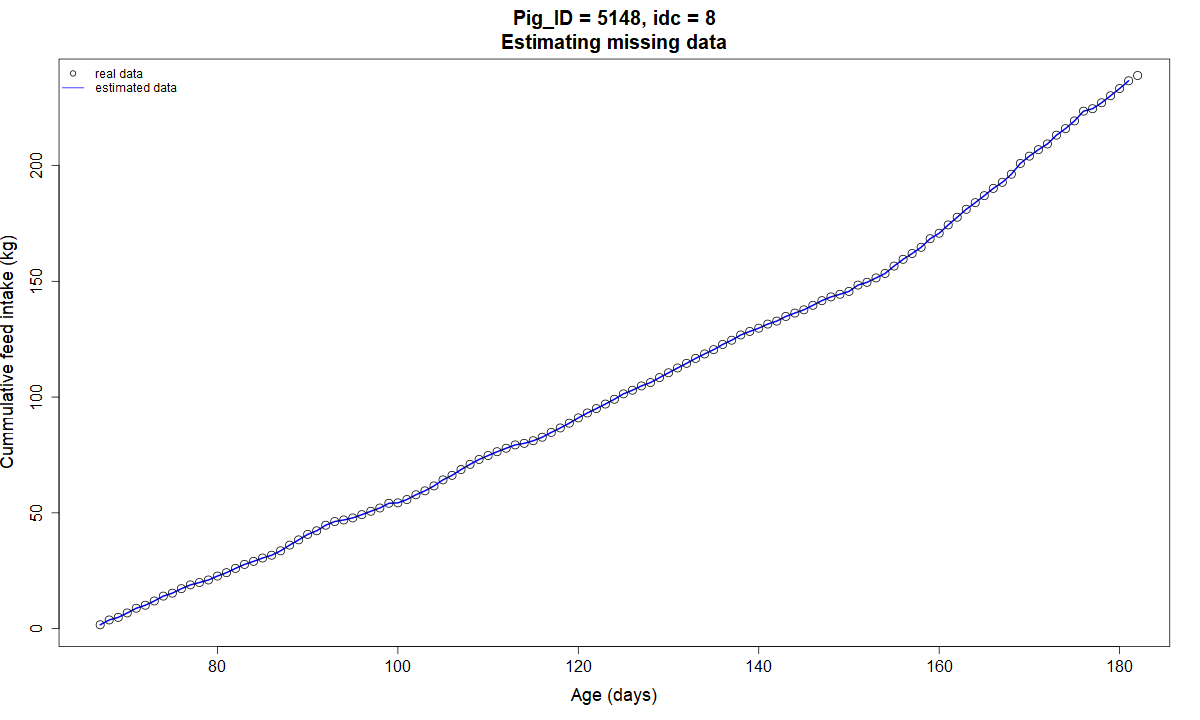 Pig_ID = 5148, idc = 8
Estimating missing data
real data
estimated data
Cummulative feed intake (kg)
200
150
100
50
0
80 100 120 140 160 180
Age (days)